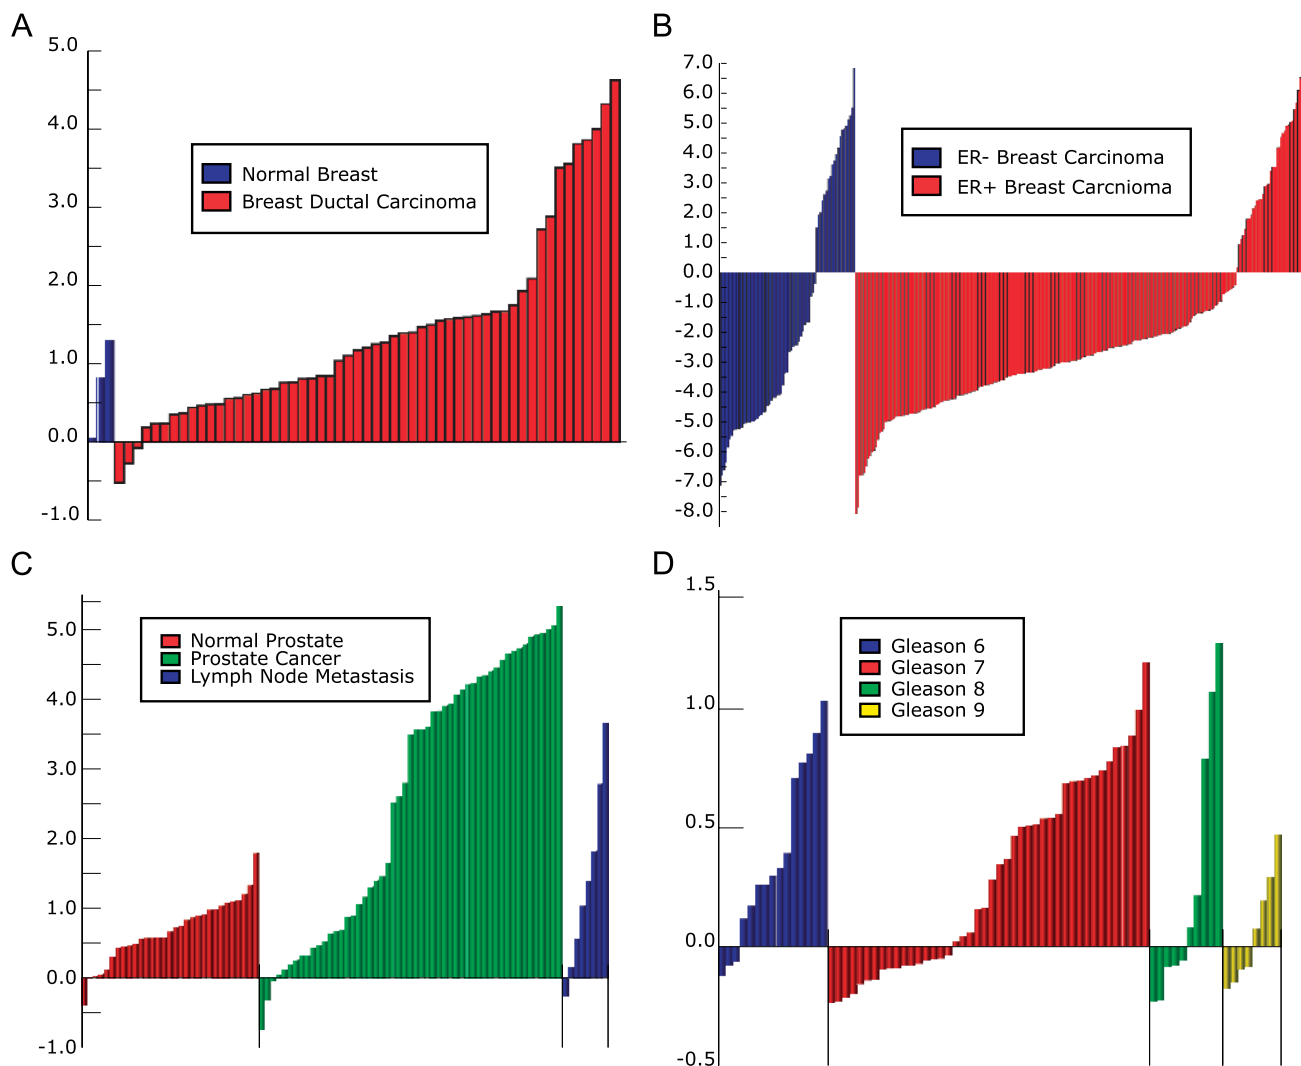 A
5.0
4.0
3.0
2.0
1.0
0.0
-1.0
Normal Breast
Breast Ductal Carcinoma
B
7.0
6.0
5.0
4.0
3.0
2.0
1.0
0.0
-1.0
-2.0
-3.0
-4.0
-5.0
-6.0
-7.0
-8.0
ER- Breast Carcinoma
ER+ Breast Carcnioma
C
5.0
4.0
3.0
2.0
1.0
0.0
-1.0
Normal Prostate
Prostate Cancer
Lymph Node Metastasis
D
1.5
1.0
0.5
0.0
-0.5
Gleason 6
Gleason 7
Gleason 8
Gleason 9